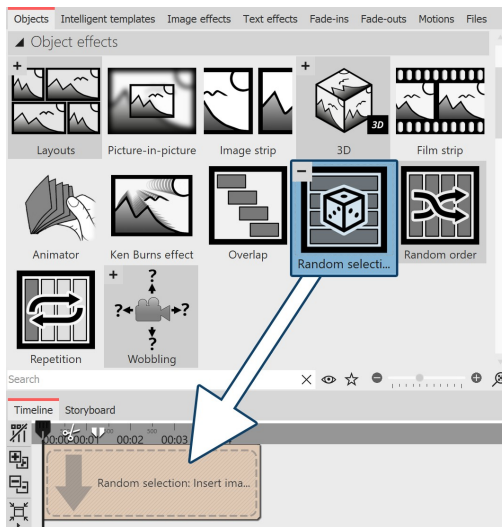 Objects Intelligent templates Image effects Text effects Fade-ins Fade-outs Motions Files
Object effects
Layouts Picture-in-picture Image strip 3D Film strip
3D
Animator Ken Burns effect Overlap Random selecti... Random order
Repetition Wobbling
Search
Timeline Storyboard
00:02 00:03
Random selection: Insert ima...